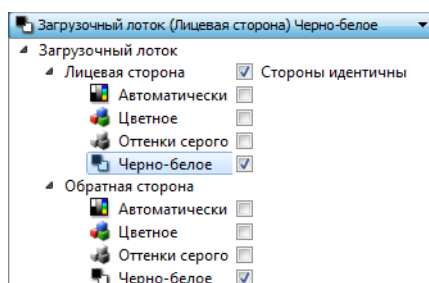 Загрузочный лоток (Лицевая сторона) Черно-белое
Загрузочный лоток
Лицевая сторона Стороны идентичны
Автоматически
Цветное
Оттенки серого
Черно-белое
Обратная сторона
Автоматически
Цветное
Оттенки серого
Черно-белое